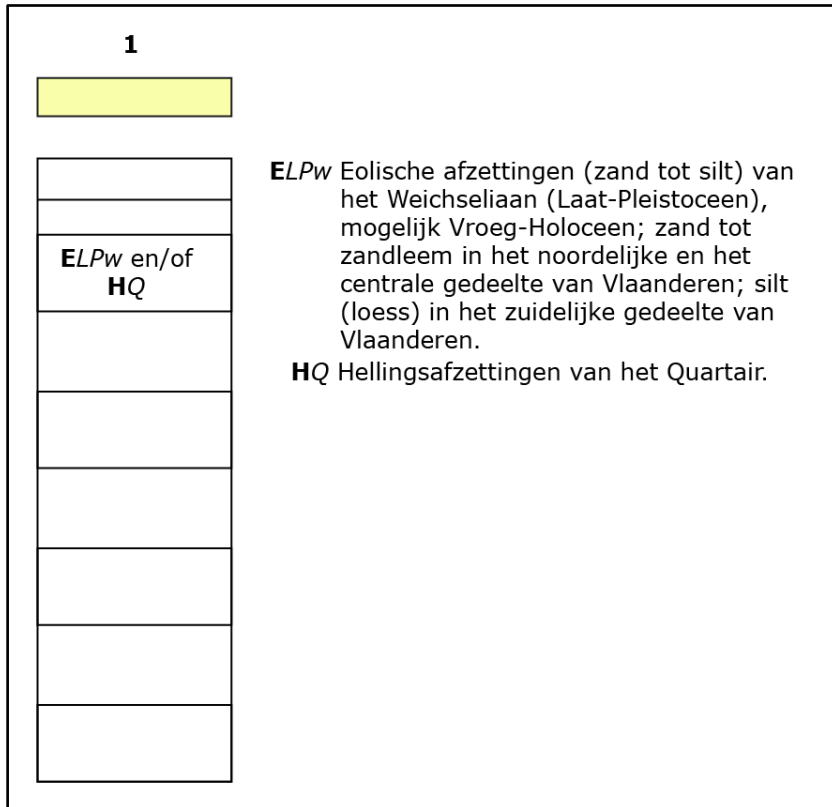 1
ELPw en/of
HQ
ELPw Eolische afzettingen (zand tot silt) van
het Weichseliaan (Laat-Pleistoceen),
mogelijk Vroeg-Holoceen; zand tot
zandleem in het noordelijke en het
centrale gedeelte van Vlaanderen; silt
(loess) in het zuidelijke gedeelte van
Vlaanderen.
HQ Hellingsafzettingen van het Quartair.